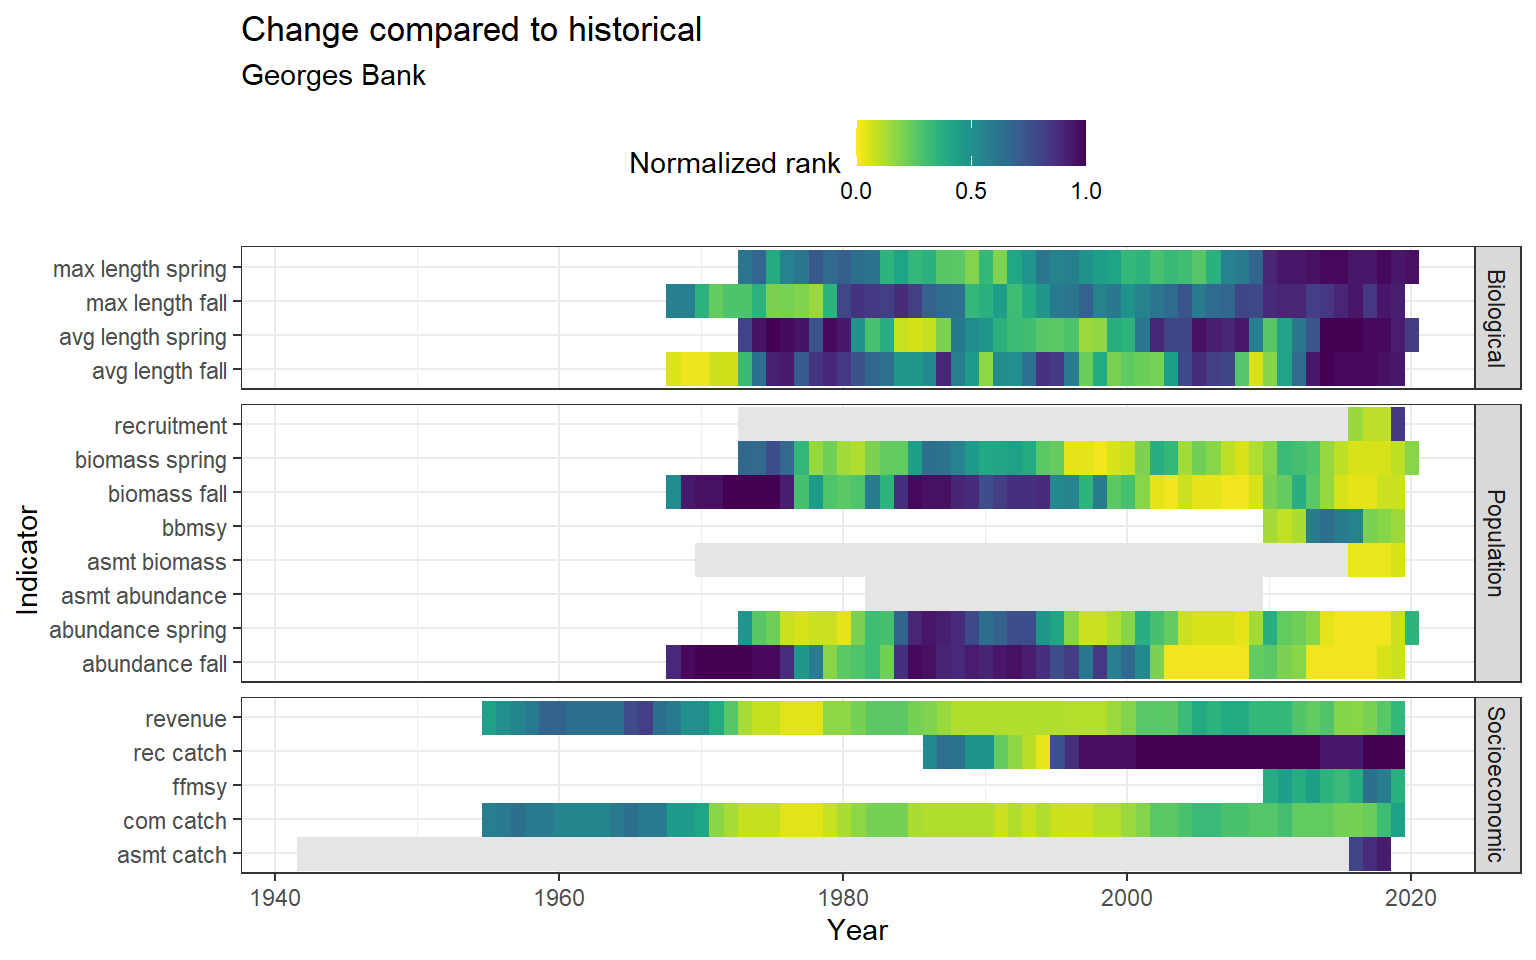 Change compared to historical
Georges Bank
Normalized rank
0.0 0.5 1.0
Indicator
max length spring
max length fall
avg length spring
avg length fall
Biological
recruitment
biomass spring
biomass fall
bbmsy
asmt biomass
asmt abundance
abundance spring
abundance fall
Population
revenue
rec catch
ffmsy
com catch
asmt catch
Socioeconomic
1940 1960 1980 2000 2020
Year